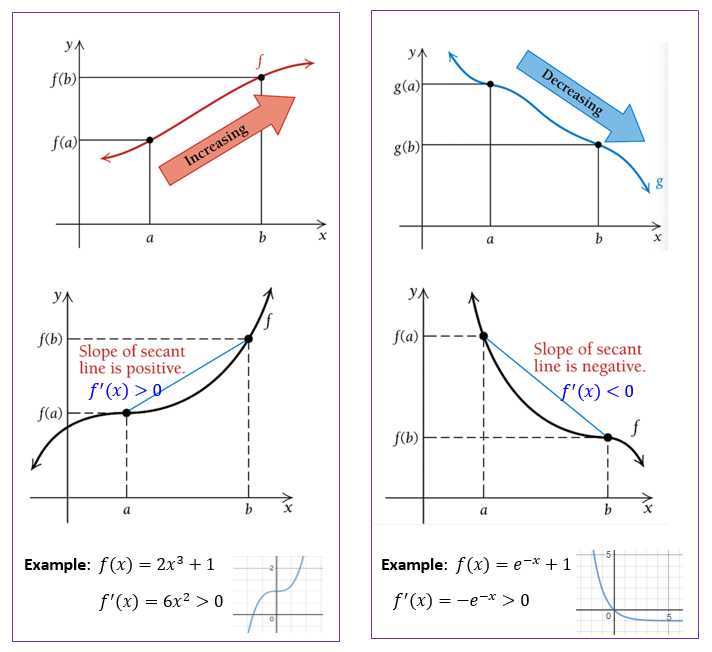 y
f(b)
f
f(a)
Increasing
a
b
x
y
g(a)
Decreasing
g(b)
g
a
b
x
y
f(b)
f
Slope of secant
line is positive.
f'(x) > 0
f(a)
a
b
x
y
f(a)
Slope of secant
line is negative.
f'(x) < 0
f(b)
f
a
b
x
Example: f(x) = 2x³ + 1
2
f'(x) = 6x² > 0
0
Example: f(x) = e⁻ˣ + 1
5
f'(x) = −e⁻ˣ > 0
0
5